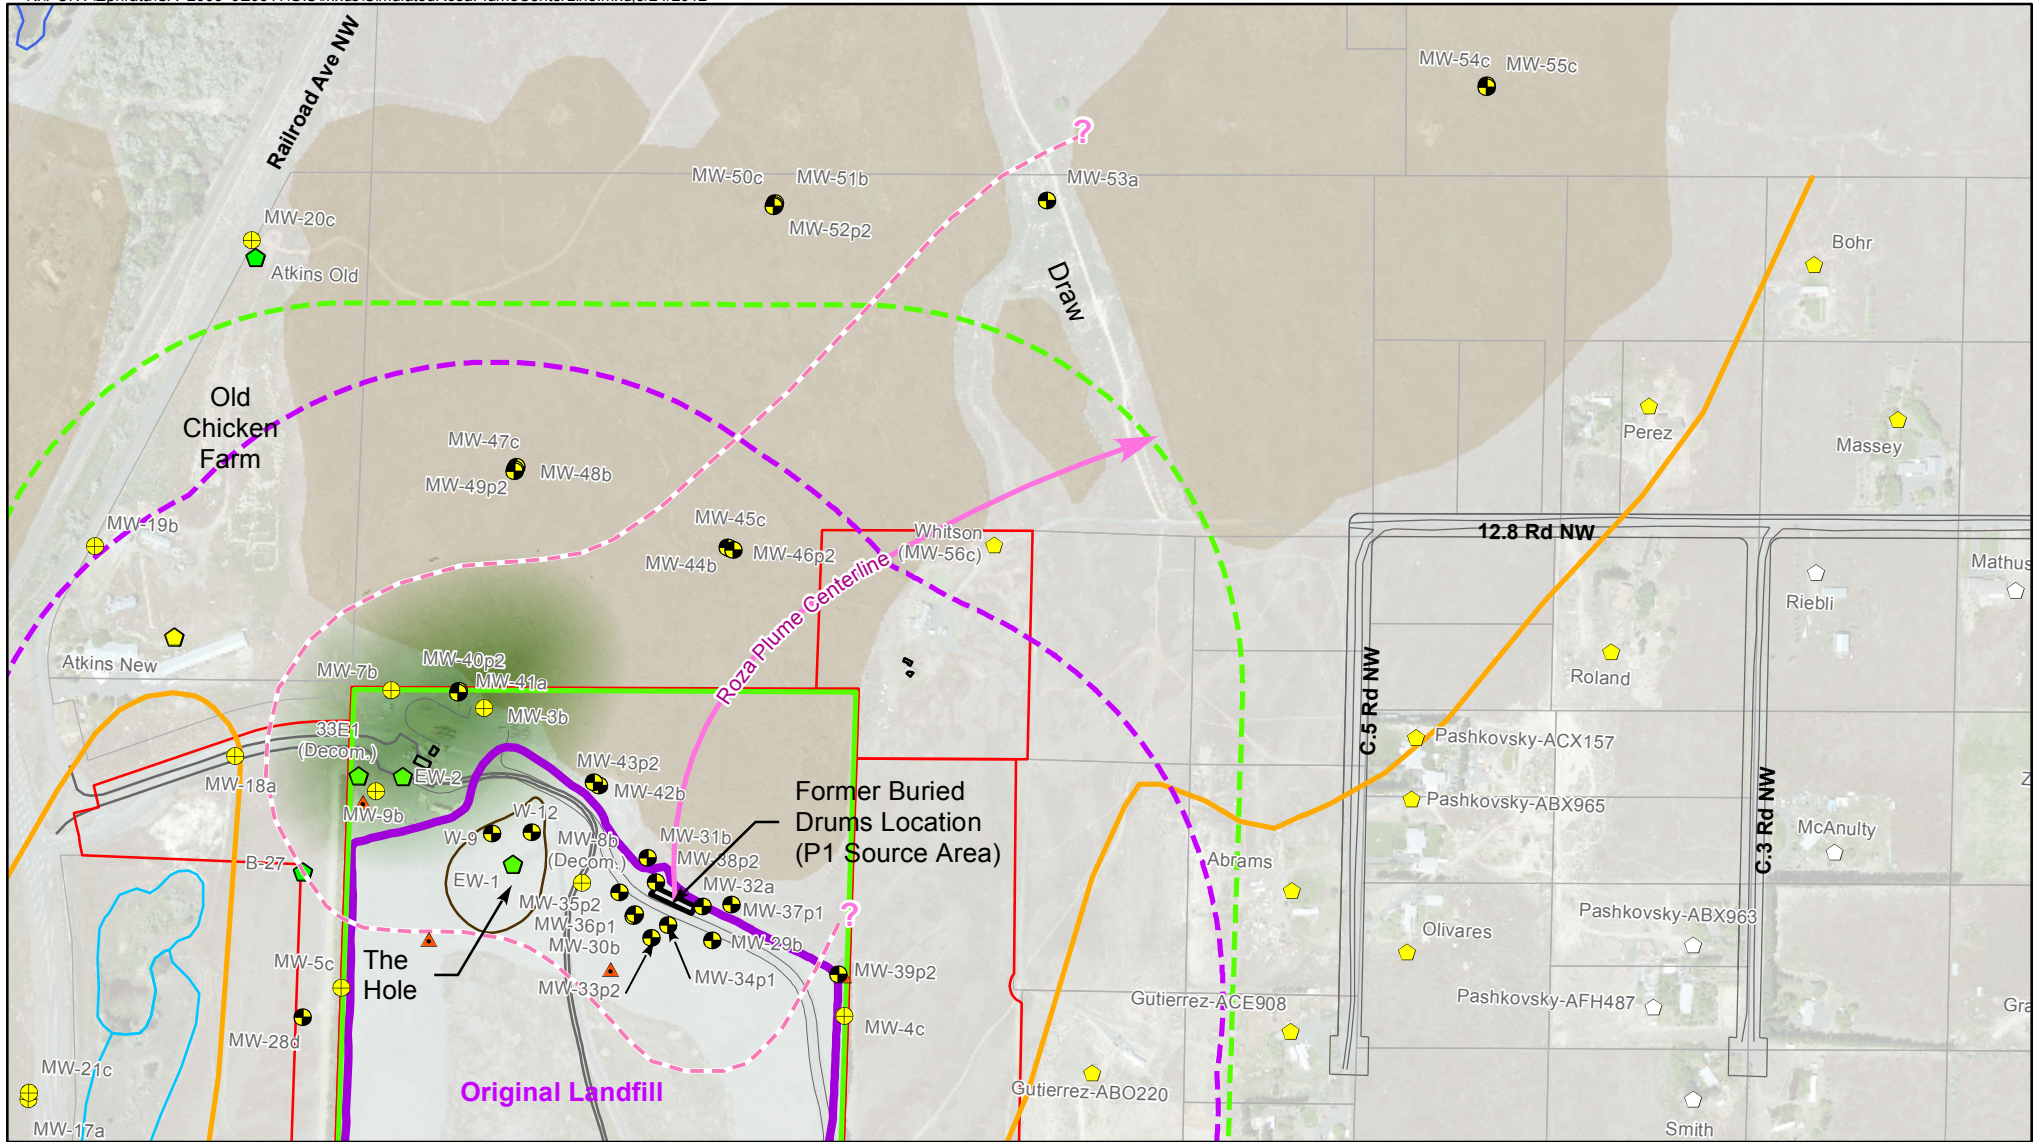 Railroad Ave NW
MW-54c
MW-55c
MW-50c
MW-51b
MW-53a
MW-52p2
MW-20c
Atkins Old
Bohr
Draw
Old
Chicken
Farm
Perez
Massey
MW-47c
MW-48b
MW-49p2
MW-19b
MW-45c
MW-46p2
MW-44b
Whitson
(MW-56c)
12.8 Rd NW
Mathus
Riebli
Roza Plume Centerline
Atkins New
MW-7b
MW-40p2
MW-41a
MW-3b
Roland
C.5 Rd NW
33E1
(Decom.)
EW-2
MW-18a
MW-9b
MW-43p2
MW-42b
Pashkovsky-ACX157
Pashkovsky-ABX965
Former Buried
Drums Location
(P1 Source Area)
C.3 Rd NW
McAnulty
W-12
W-9
MW-8b
(Decom.)
MW-31b
MW-38p2
MW-32a
B-27
EW-1
MW-35p2
MW-36p1
MW-30b
MW-37p1
MW-29b
MW-34p1
MW-33p2
?
?
Abrams
Olivares
Pashkovsky-ABX963
The
Hole
MW-5c
MW-39p2
MW-4c
Gutierrez-ACE908
Pashkovsky-AFH487
Gra
MW-28d
MW-21c
MW-17a
Original Landfill
Gutierrez-ABO220
Smith
Z